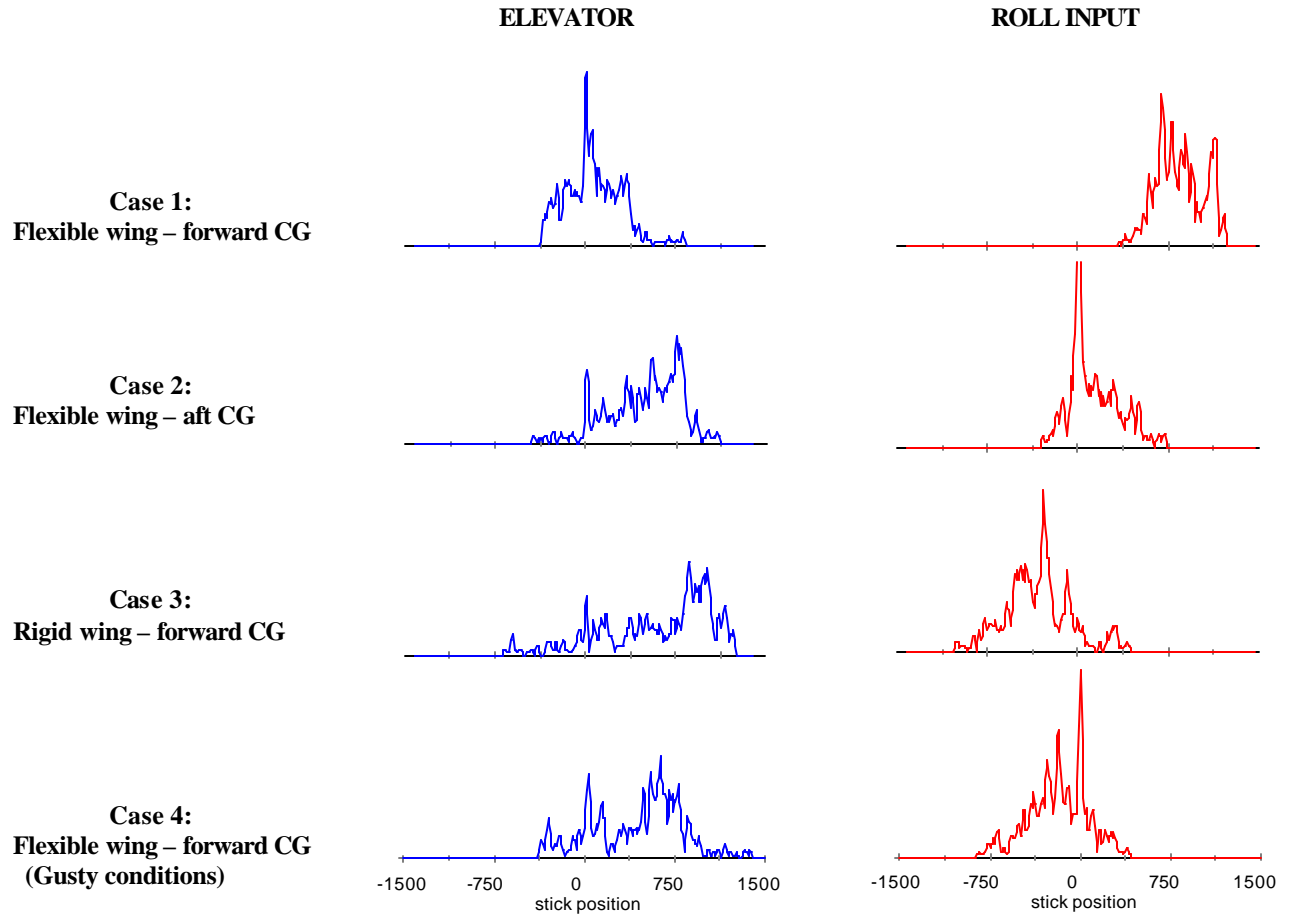 ELEVATOR ROLL INPUT
Case 1:
Flexible wing – forward CG
Case 2:
Flexible wing – aft CG
Case 3:
Rigid wing – forward CG
Case 4:
Flexible wing – forward CG
(Gusty conditions)
-1500 -750 0 750 1500 -1500 -750 0 750 1500
stick position stick position